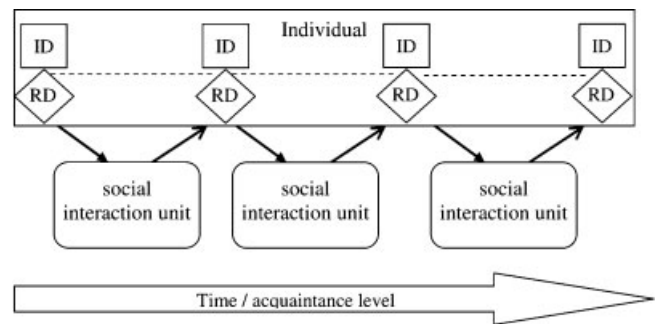 Individual
ID ID ID ID
RD RD RD RD
social
interaction unit
social
interaction unit
social
interaction unit
Time / acquaintance level